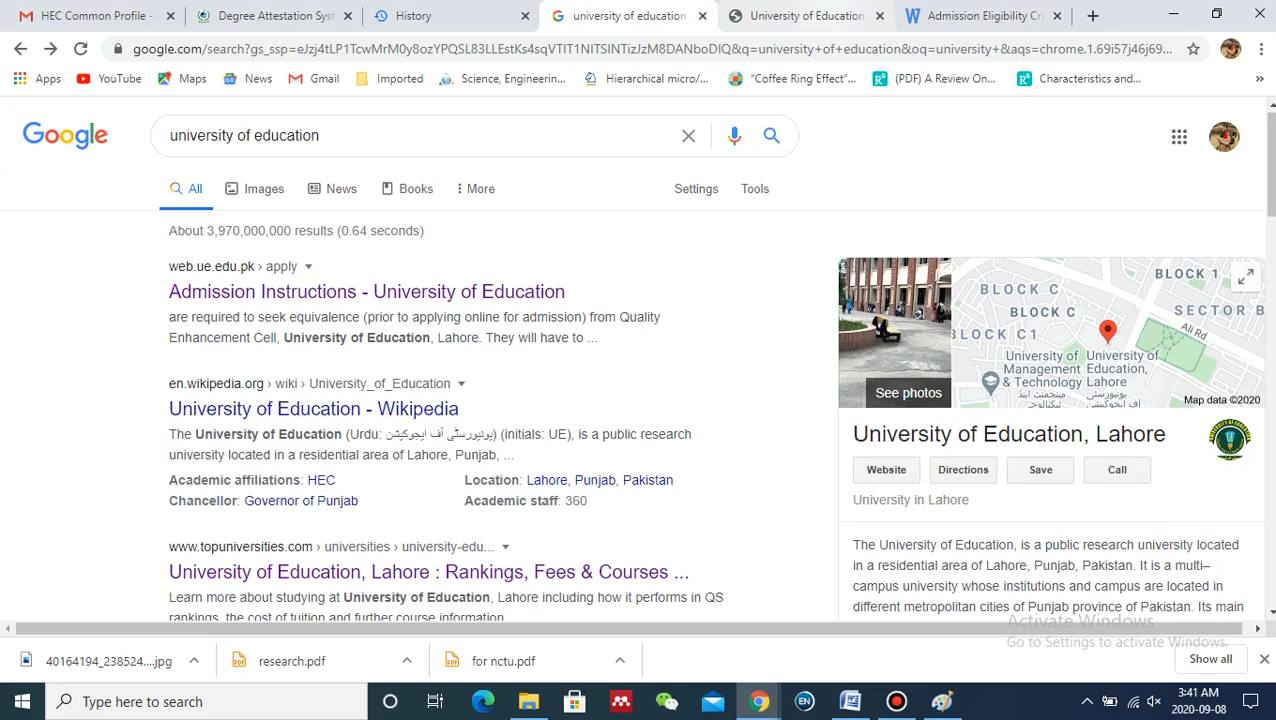 HEC Common Profile -
Degree Attestation Sys
History
university of education
University of Education
Admission Eligibility Cri
google.com/search?gs_ssp=eJzj4tLP1TcwMrM0y8ozYPQSL83LLEstKs4sqVTIT1NITSINTizJzM8DANboDIQ&q=university+of+education&oq=university+&aqs=chrome.1.69i57j46j69...
Apps YouTube Maps News Gmail Imported Science, Engineerin... Hierarchical micro/... "Coffee Ring Effect"... (PDF) A Review On... Characteristics and... »
Google
university of education
All Images News Books More Settings Tools
About 3,970,000,000 results (0.64 seconds)
web.ue.edu.pk › apply
Admission Instructions - University of Education
are required to seek equivalence (prior to applying online for admission) from Quality
Enhancement Cell, University of Education, Lahore. They will have to ...
en.wikipedia.org › wiki › University_of_Education
University of Education - Wikipedia
The University of Education (Urdu: یونیورسٹی آف ایجوکیشن) (initials: UE), is a public research
university located in a residential area of Lahore, Punjab, ...
Academic affiliations: HEC
Location: Lahore, Punjab, Pakistan
Chancellor: Governor of Punjab
Academic staff: 360
www.topuniversities.com › universities › university-edu...
University of Education, Lahore : Rankings, Fees & Courses ...
Learn more about studying at University of Education, Lahore including how it performs in QS
rankings, the cost of tuition and further course information.
See photos
BLOCK 1
BLOCK C
BLOCK C
BLOCK C1
SECTOR B
Ali Rd
University of
Management
& Technology
University of
Education,
Lahore
Map data ©2020
University of Education, Lahore
Website Directions Save Call
University in Lahore
The University of Education, is a public research university located
in a residential area of Lahore, Punjab, Pakistan. It is a multi–
campus university whose institutions and campus are located in
different metropolitan cities of Punjab province of Pakistan. Its main
Activate Windows
Go to Settings to activate Windows.
40164194_238524....jpg
research.pdf
for nctu.pdf
Show all
Type here to search
EN
3:41 AM
2020-09-08